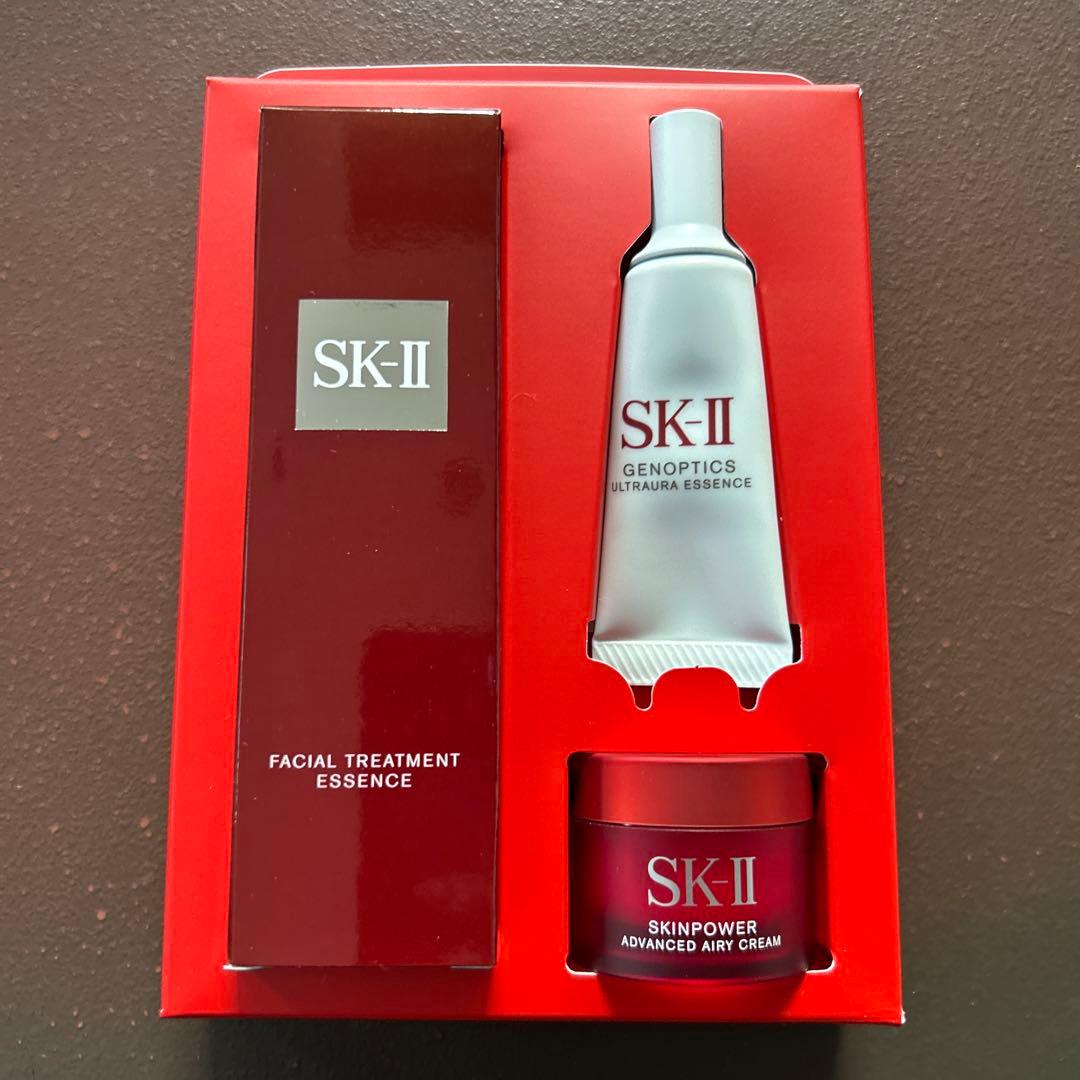 SK-II
FACIAL TREATMENT
ESSENCE
SK-II
GENOPTICS
ULTRAURA ESSENCE
SK-II
SKINPOWER
ADVANCED AIRY CREAM